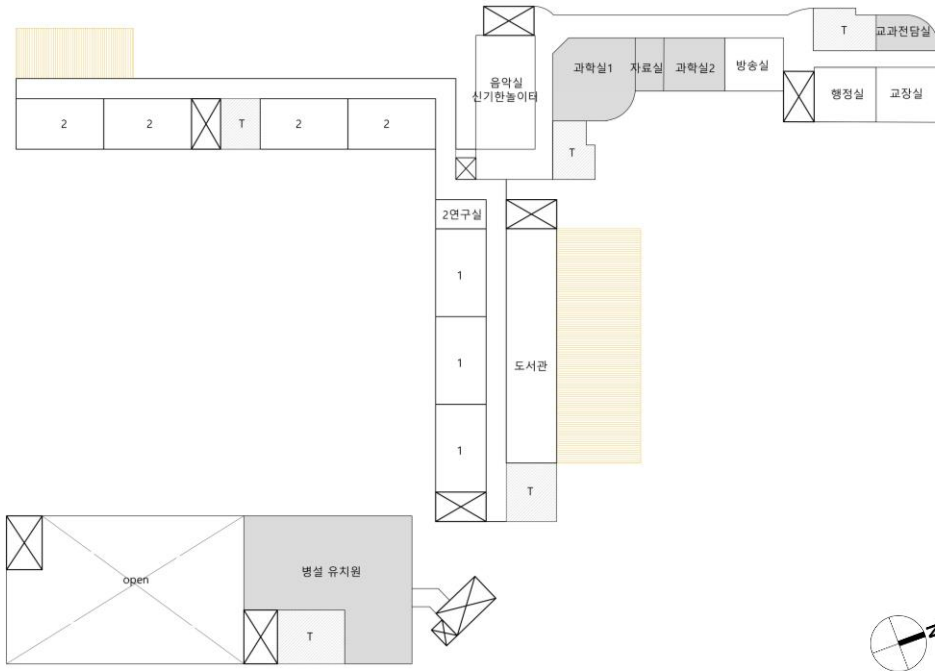 T
교과전담실
음악실
신기한놀이터
과학실1
자료실
과학실2
방송실
행정실
교장실
2
2
T
2
2
T
2연구실
1
1
1
도서관
T
open
병설 유치원
T
N